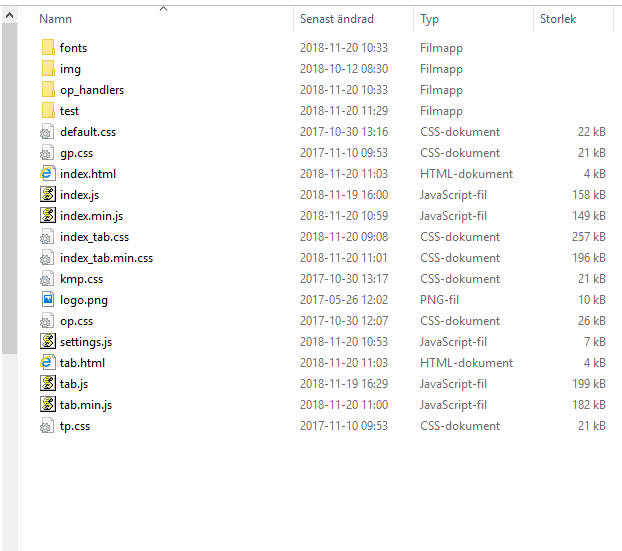 Namn Senast ändrad Typ Storlek
fonts 2018-11-20 10:33 Filmapp
img 2018-10-12 08:30 Filmapp
op_handlers 2018-11-20 10:33 Filmapp
test 2018-11-20 11:29 Filmapp
default.css 2017-10-30 13:16 CSS-dokument 22 kB
gp.css 2017-11-10 09:53 CSS-dokument 21 kB
index.html 2018-11-20 11:03 HTML-dokument 4 kB
index.js 2018-11-19 16:00 JavaScript-fil 158 kB
index.min.js 2018-11-20 10:59 JavaScript-fil 149 kB
index_tab.css 2018-11-20 09:08 CSS-dokument 257 kB
index_tab.min.css 2018-11-20 11:01 CSS-dokument 196 kB
kmp.css 2017-10-30 13:17 CSS-dokument 21 kB
logo.png 2017-05-26 12:02 PNG-fil 10 kB
op.css 2017-10-30 12:07 CSS-dokument 26 kB
settings.js 2018-11-20 10:53 JavaScript-fil 7 kB
tab.html 2018-11-20 11:03 HTML-dokument 4 kB
tab.js 2018-11-19 16:29 JavaScript-fil 199 kB
tab.min.js 2018-11-20 11:00 JavaScript-fil 182 kB
tp.css 2017-11-10 09:53 CSS-dokument 21 kB